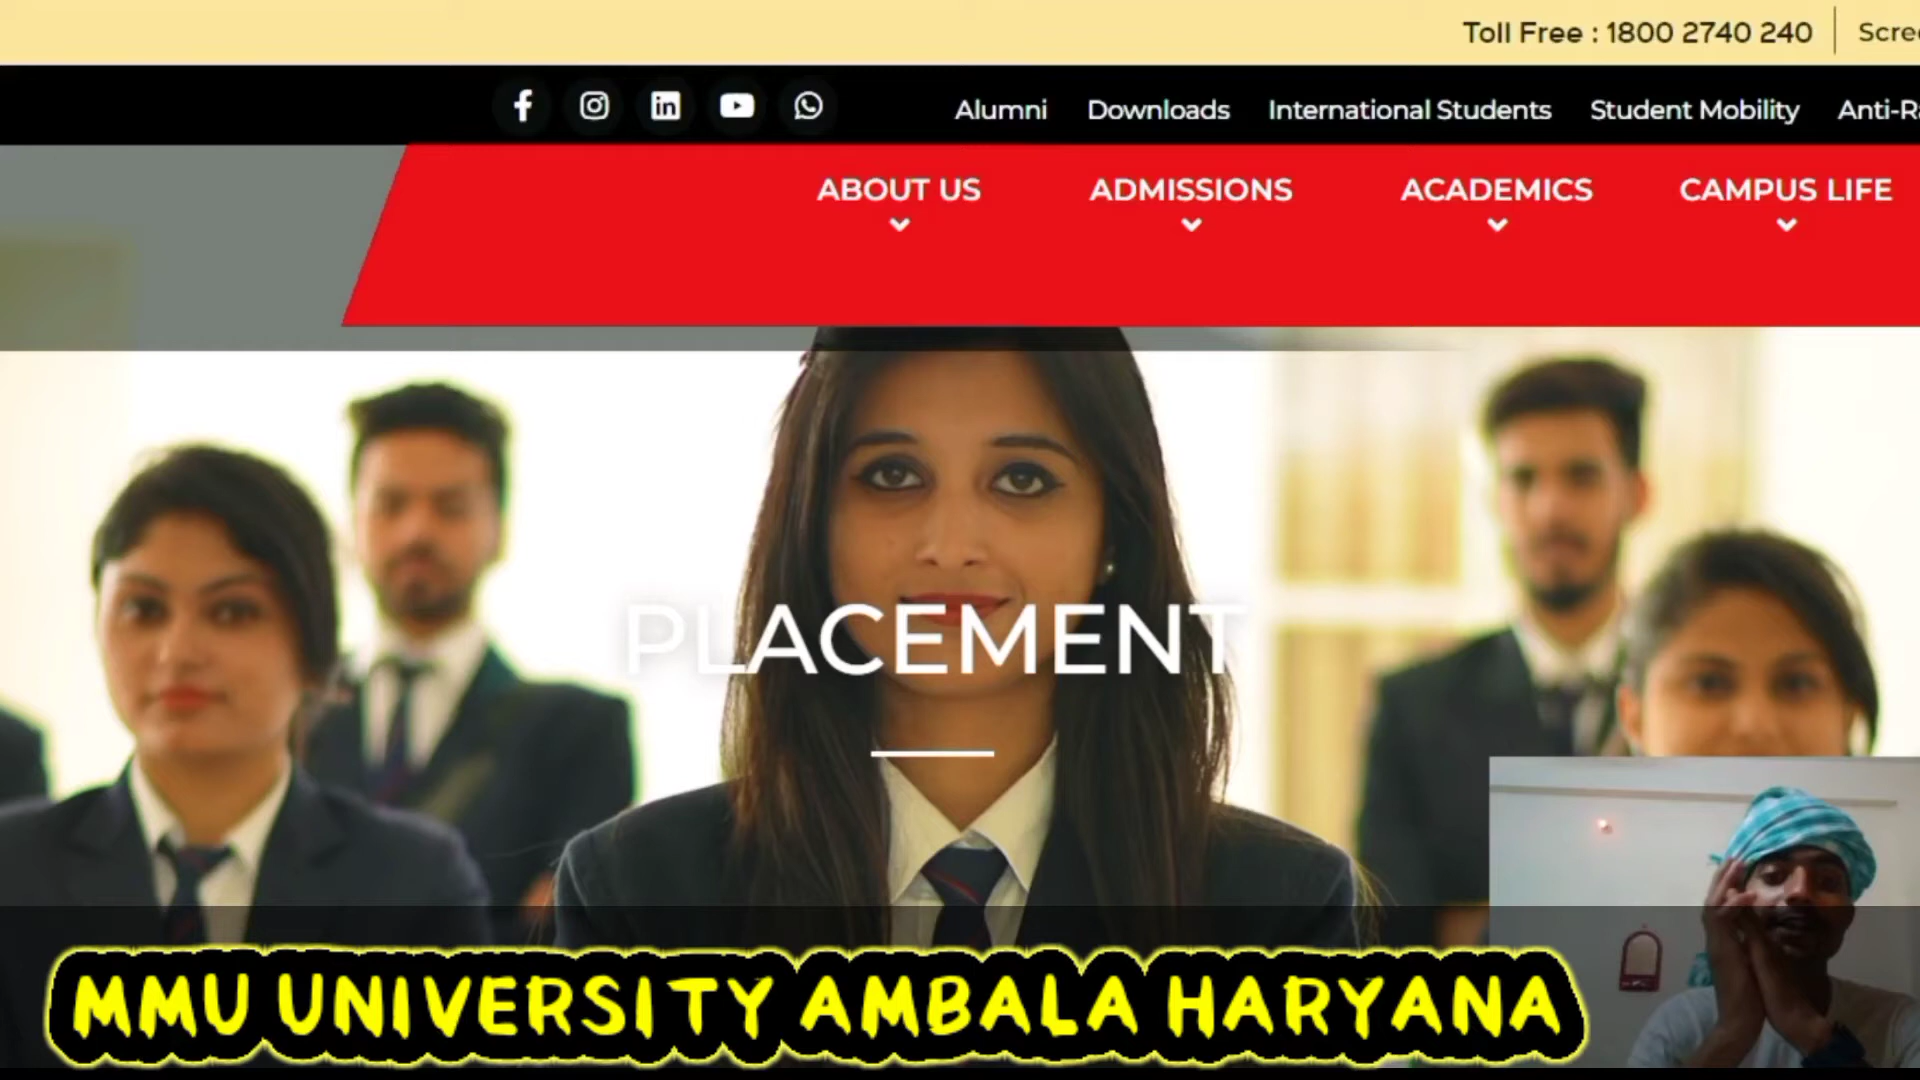 Toll Free : 1800 2740 240
Alumni Downloads International Students Student Mobility
ABOUT US ADMISSIONS ACADEMICS CAMPUS LIFE
PLACEMENT
MMU UNIVERSITY AMBALA HARYANA